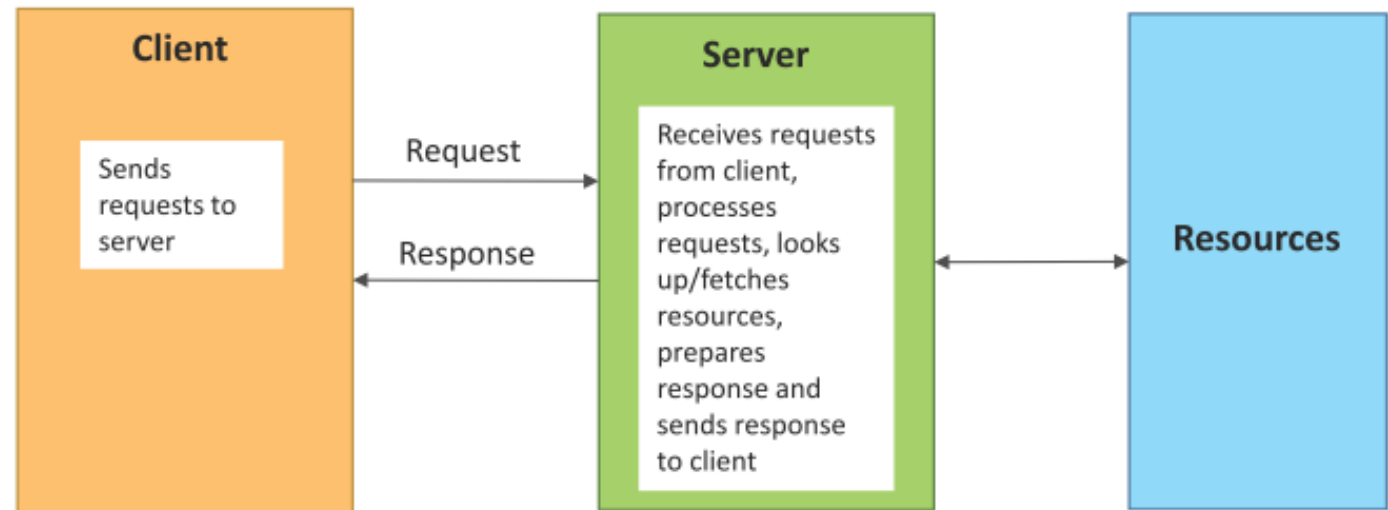 Client
Sends
requests to
server
Request
Response
Server
Receives requests
from client,
processes
requests, looks
up/fetches
resources,
prepares
response and
sends response
to client
Resources